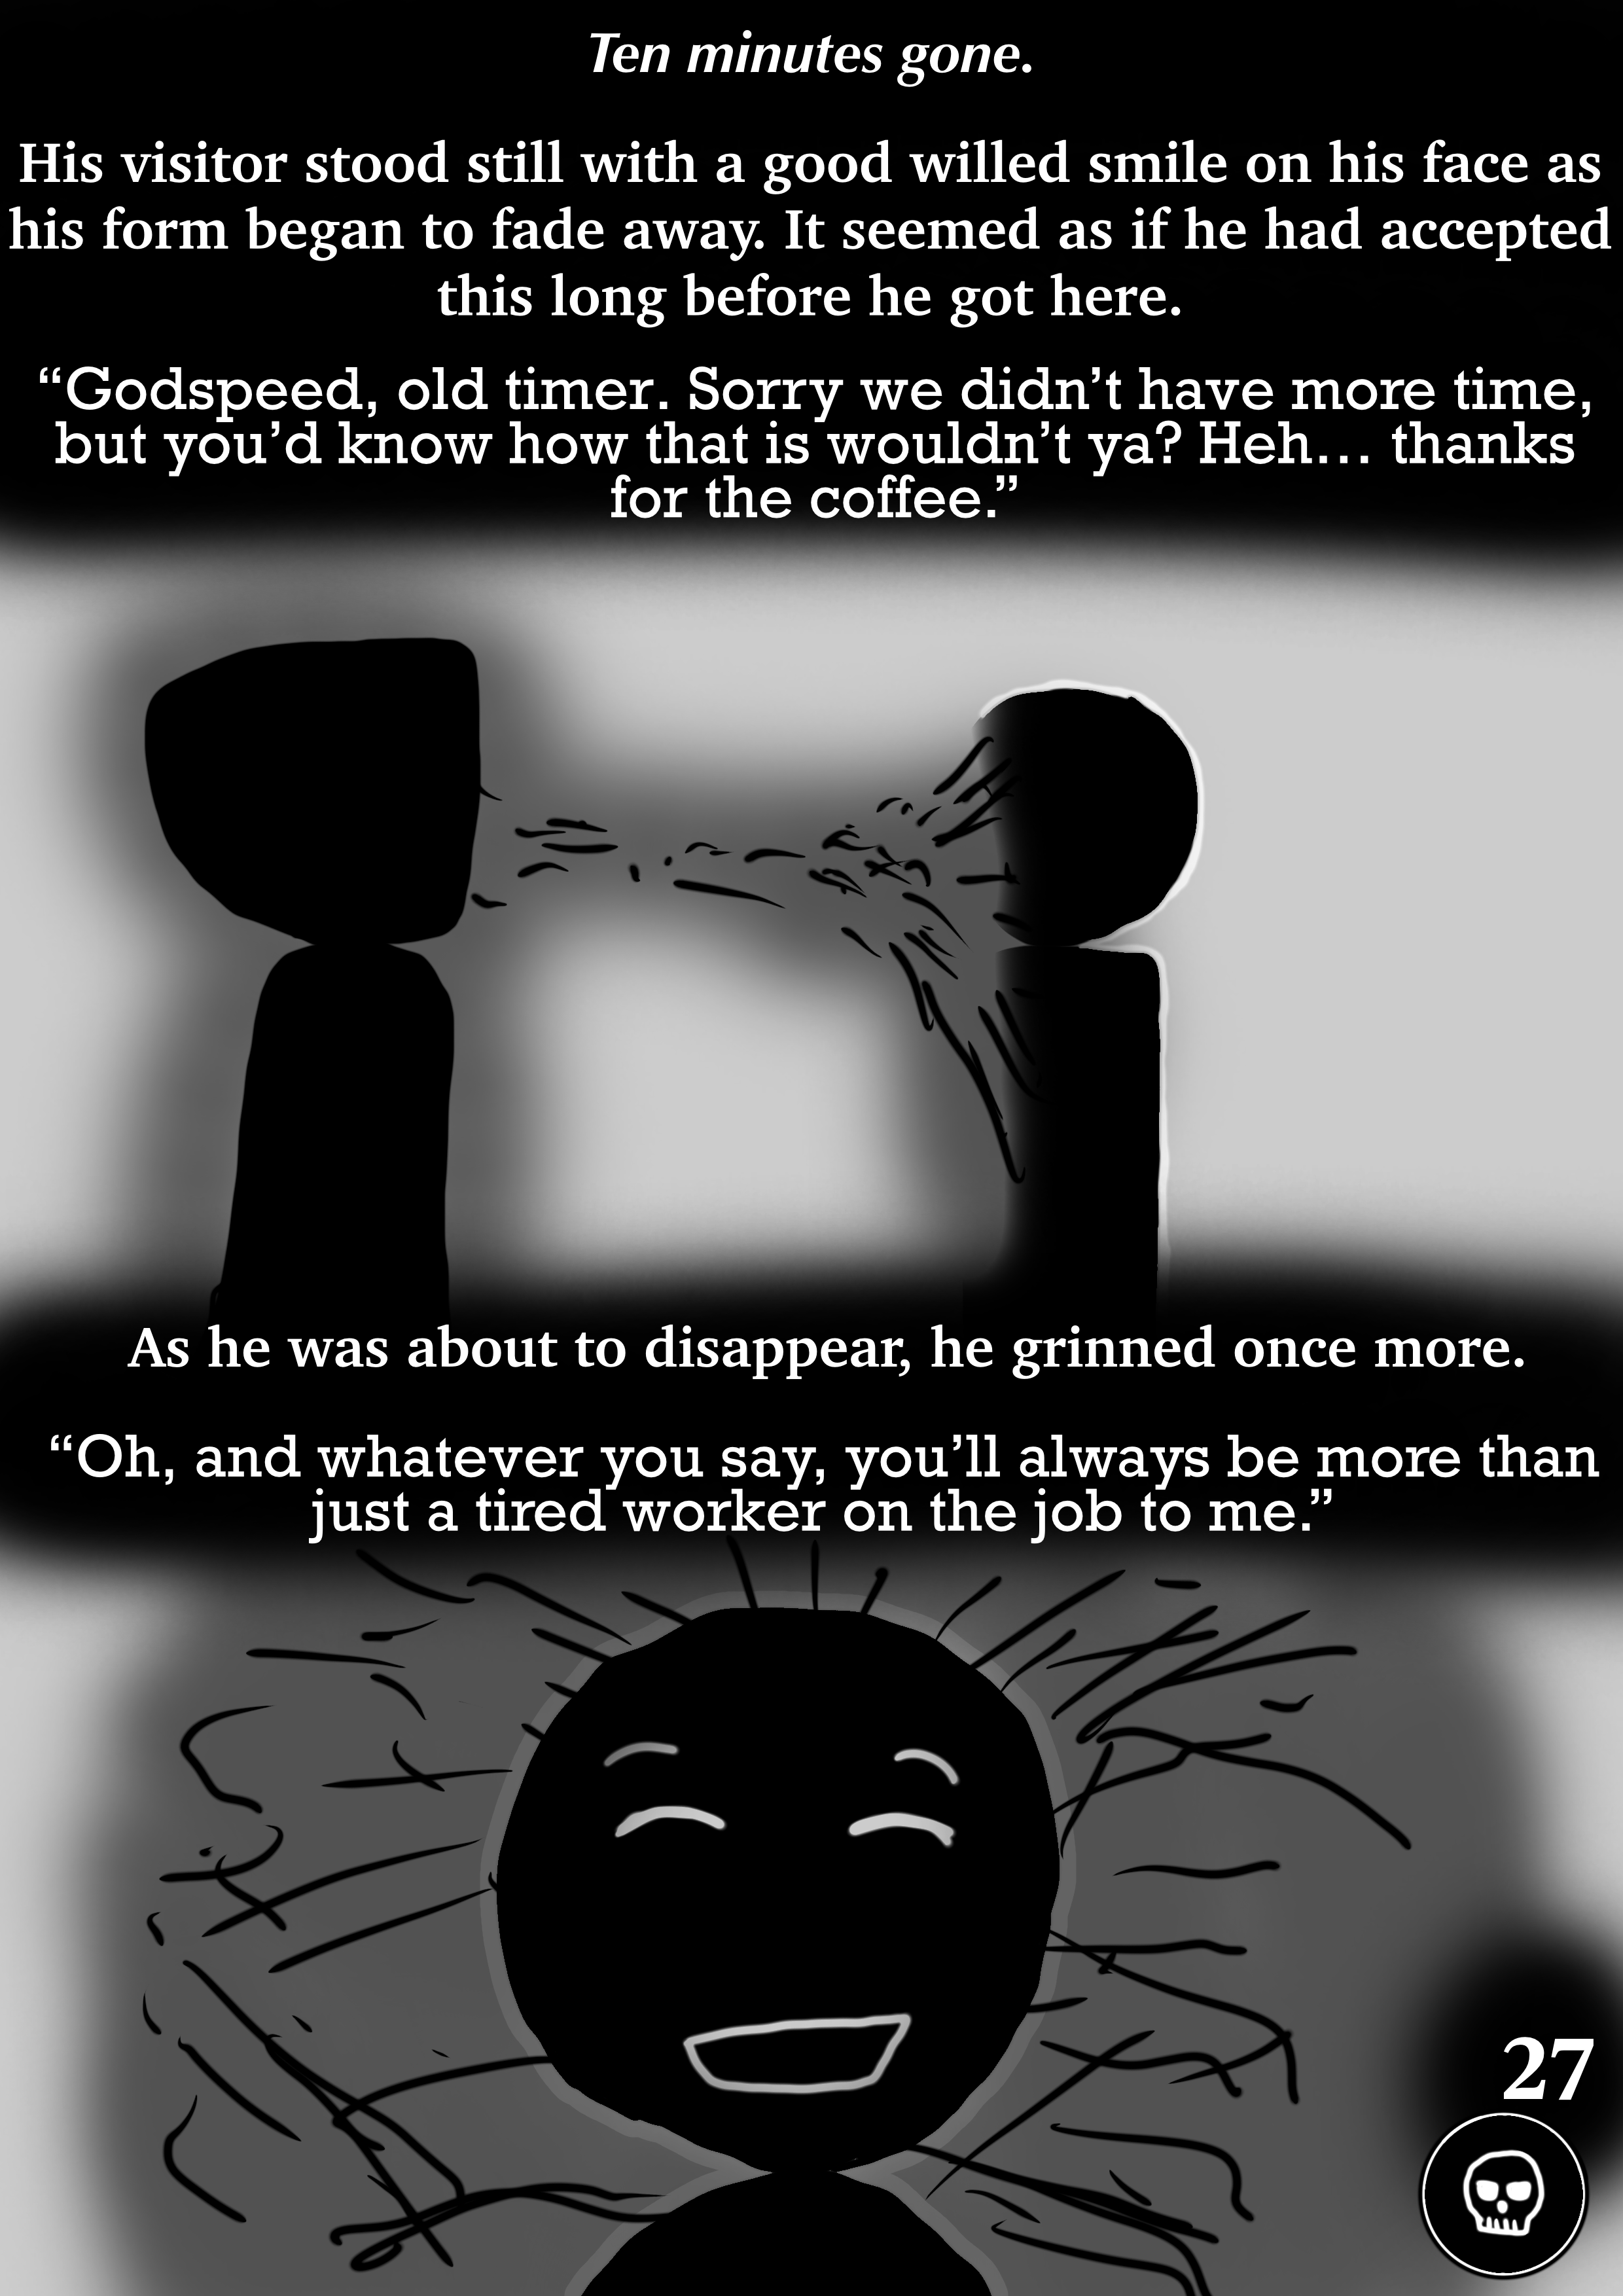 Ten minutes gone.
His visitor stood still with a good willed smile on his face as
his form began to fade away. It seemed as if he had accepted
this long before he got here.
“Godspeed, old timer. Sorry we didn’t have more time,
but you’d know how that is wouldn’t ya? Heh… thanks
for the coffee.”
As he was about to disappear, he grinned once more.
“Oh, and whatever you say, you’ll always be more than
just a tired worker on the job to me.”
27